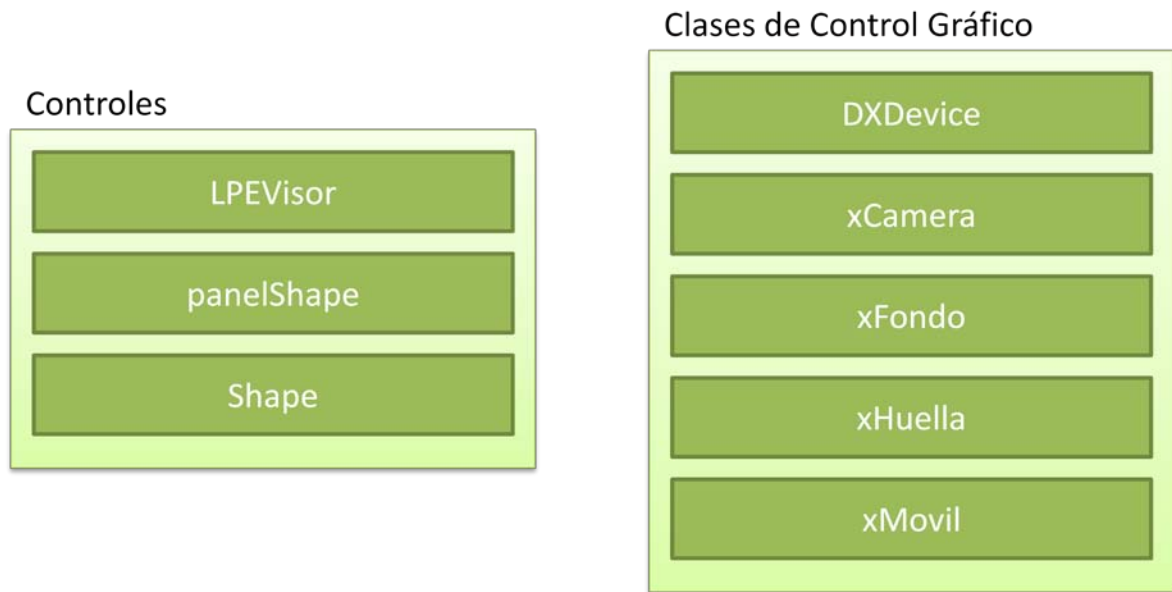 Controles
LPEVisor
panelShape
Shape
Clases de Control Gráfico
DXDevice
xCamera
xFondo
xHuella
xMovil